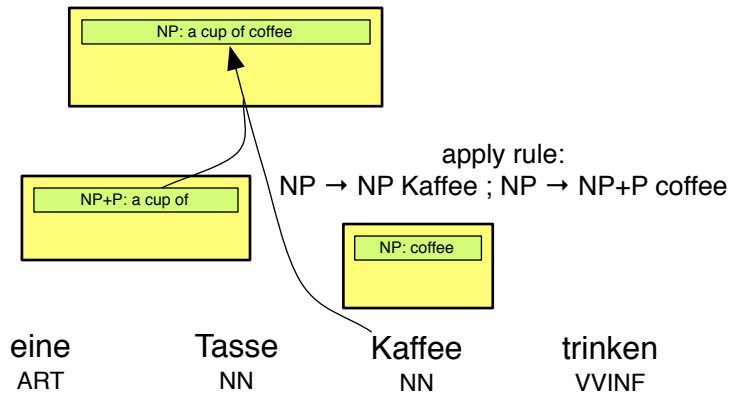 NP: a cup of coffee
apply rule:
NP → NP Kaffee ; NP → NP+P coffee
NP+P: a cup of
NP: coffee
eine Tasse Kaffee trinken
ART NN NN VVINF